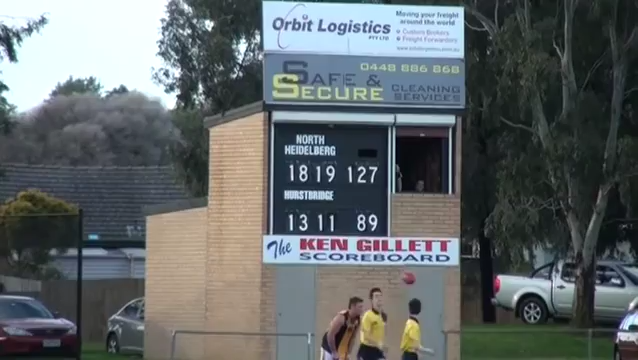 Orbit Logistics
PTY LTD
Moving your freight
around the world
Custom Brokers
Freight Forwarders
SAFE & 0448 886 868
SECURE CLEANING
SERVICES
NORTH
HEIDELBERG
18 19 127
HURSTBRIDGE
13 11 89
The KEN GILLETT
SCOREBOARD